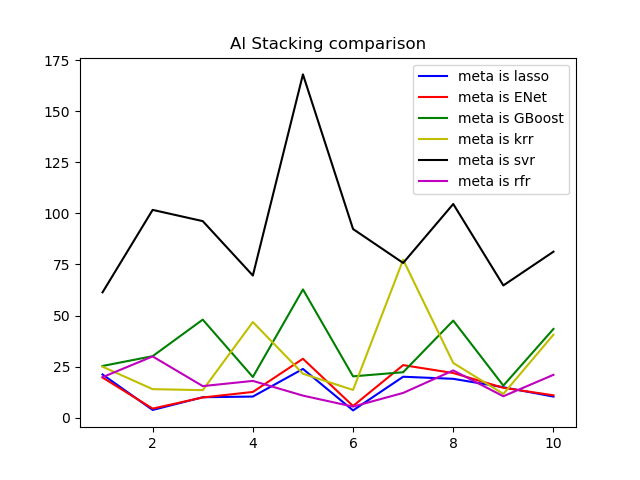 Al Stacking comparison
175
150
125
100
75
50
25
0
2
4
6
8
10
meta is lasso
meta is ENet
meta is GBoost
meta is krr
meta is svr
meta is rfr